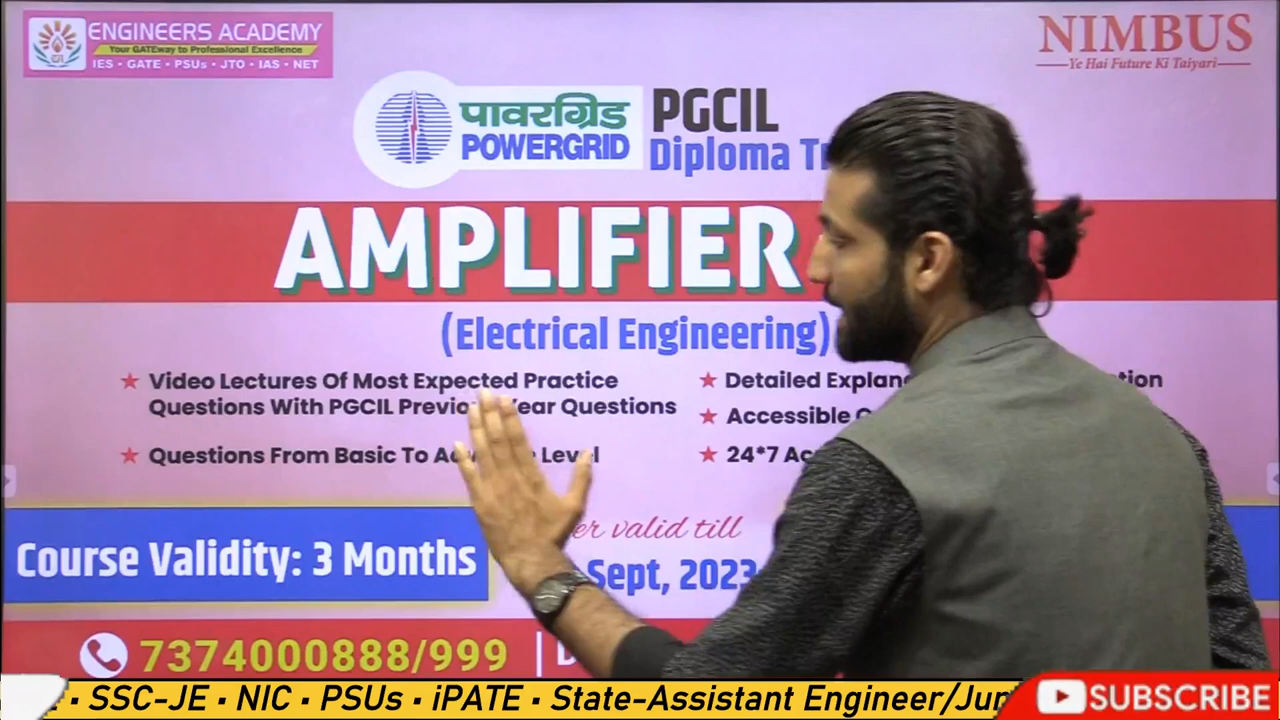 ENGINEERS ACADEMY
Your GATEway to Professional Excellence
IES • GATE • PSUs • JTO • IAS • NET
NIMBUS
Ye Hai Future Ki Taiyari
पावरग्रिड
POWERGRID
PGCIL
Diploma
AMPLIFIER
(Electrical Engineering)
★ Video Lectures Of Most Expected Practice
Questions With PGCIL Year Questions
★ Questions From Basic To Level
★ Detailed
★ Accessible
★ 24*7
valid till
Sept, 2023
Course Validity: 3 Months
7374000888/999
• SSC-JE • NIC • PSUs • iPATE • State-Assistant Engineer/
SUBSCRIBE